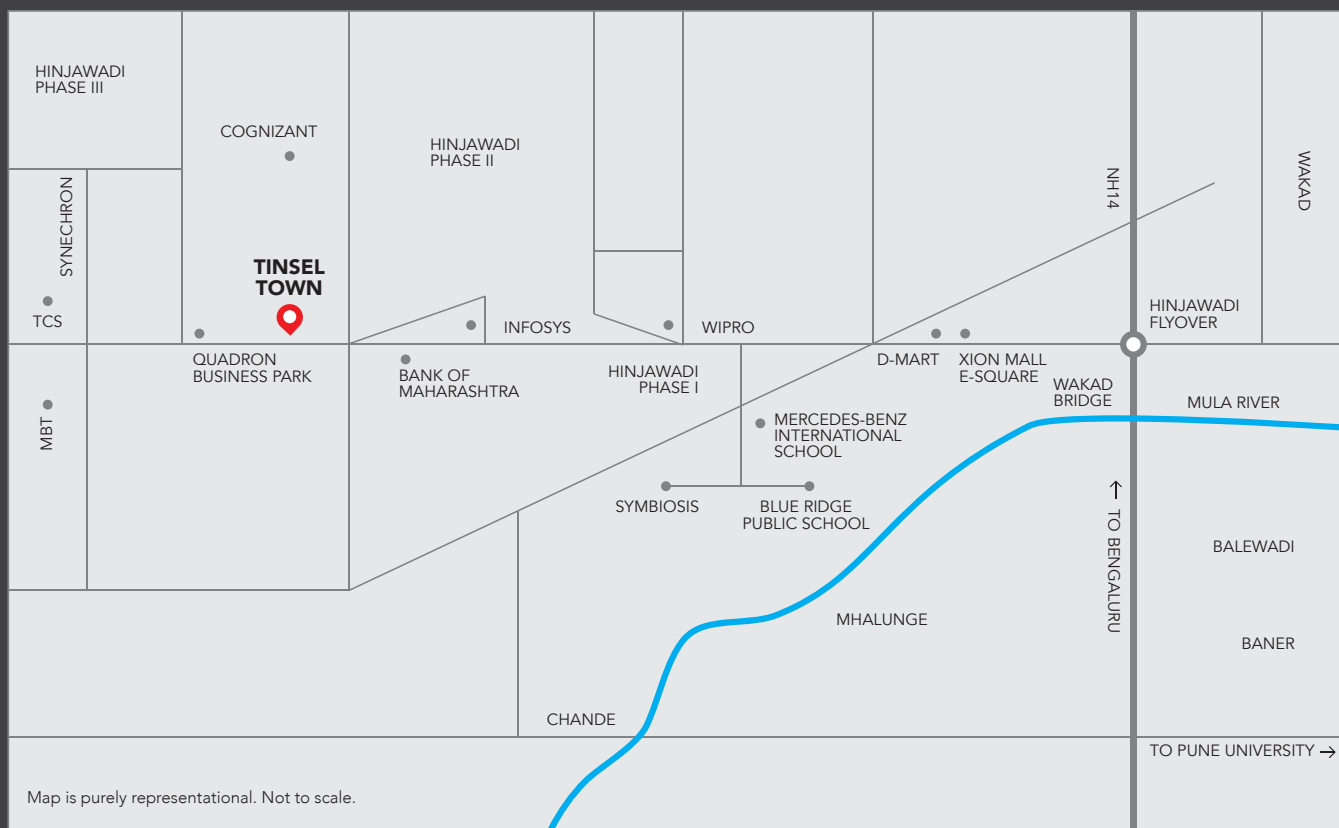 HINJAWADI
PHASE III
COGNIZANT
HINJAWADI
PHASE II
SYNECHRON
NH14
WAKAD
TINSEL
TOWN
TCS
QUADRON
BUSINESS PARK
INFOSYS
BANK OF
MAHARASHTRA
WIPRO
HINJAWADI
PHASE I
D-MART
XION MALL
E-SQUARE
HINJAWADI
FLYOVER
WAKAD
BRIDGE
MULA RIVER
MBT
MERCEDES-BENZ
INTERNATIONAL
SCHOOL
SYMBIOSIS
BLUE RIDGE
PUBLIC SCHOOL
← TO BENGALURU
BALEWADI
MHALUNGE
BANER
CHANDE
TO PUNE UNIVERSITY →
Map is purely representational. Not to scale.